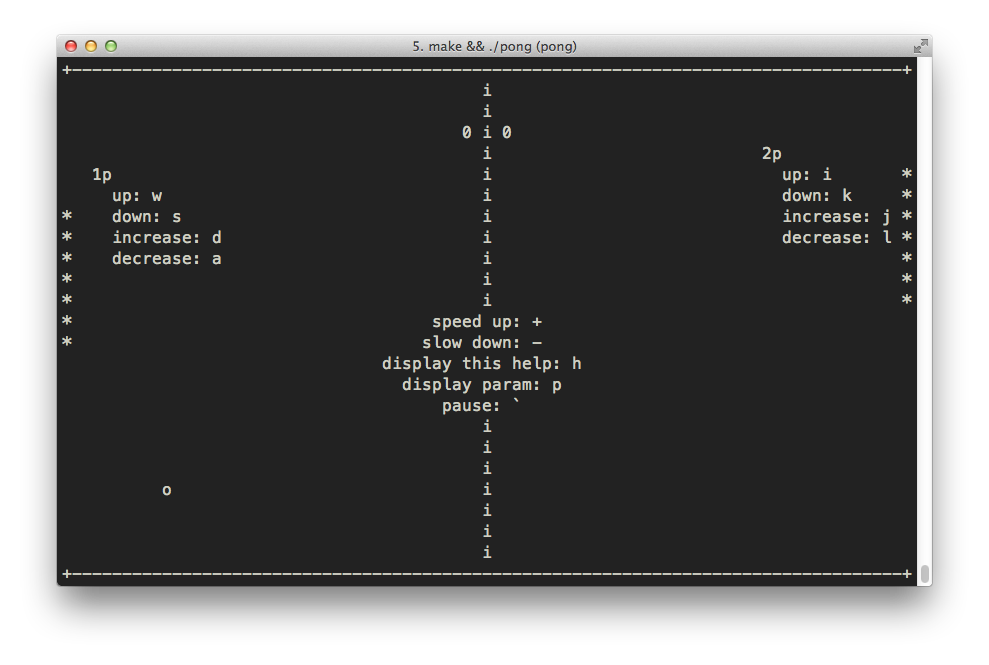 5. make && ./pong (pong)
+-----------------------------------------------------------------------------------+
i
i
0 i 0
i 2p
1p i up: i *
up: w i down: k *
* down: s i increase: j *
* increase: d i decrease: l *
* decrease: a i *
* i *
* i *
* speed up: +
* slow down: -
display this help: h
display param: p
pause: `
i
i
i
o i
i
i
i
+-----------------------------------------------------------------------------------+